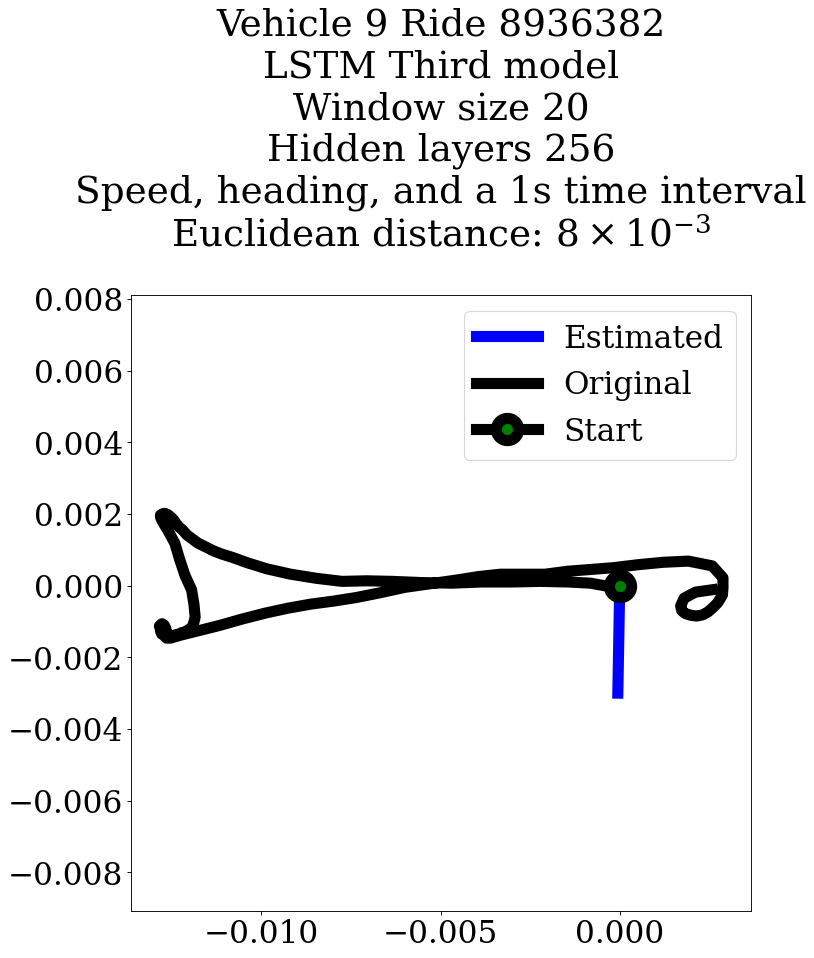 Vehicle 9 Ride 8936382
LSTM Third model
Window size 20
Hidden layers 256
Speed, heading, and a 1s time interval
Euclidean distance: 8 × 10⁻³
Estimated
Original
Start
0.008
0.006
0.004
0.002
0.000
−0.002
−0.004
−0.006
−0.008
−0.010 −0.005 0.000